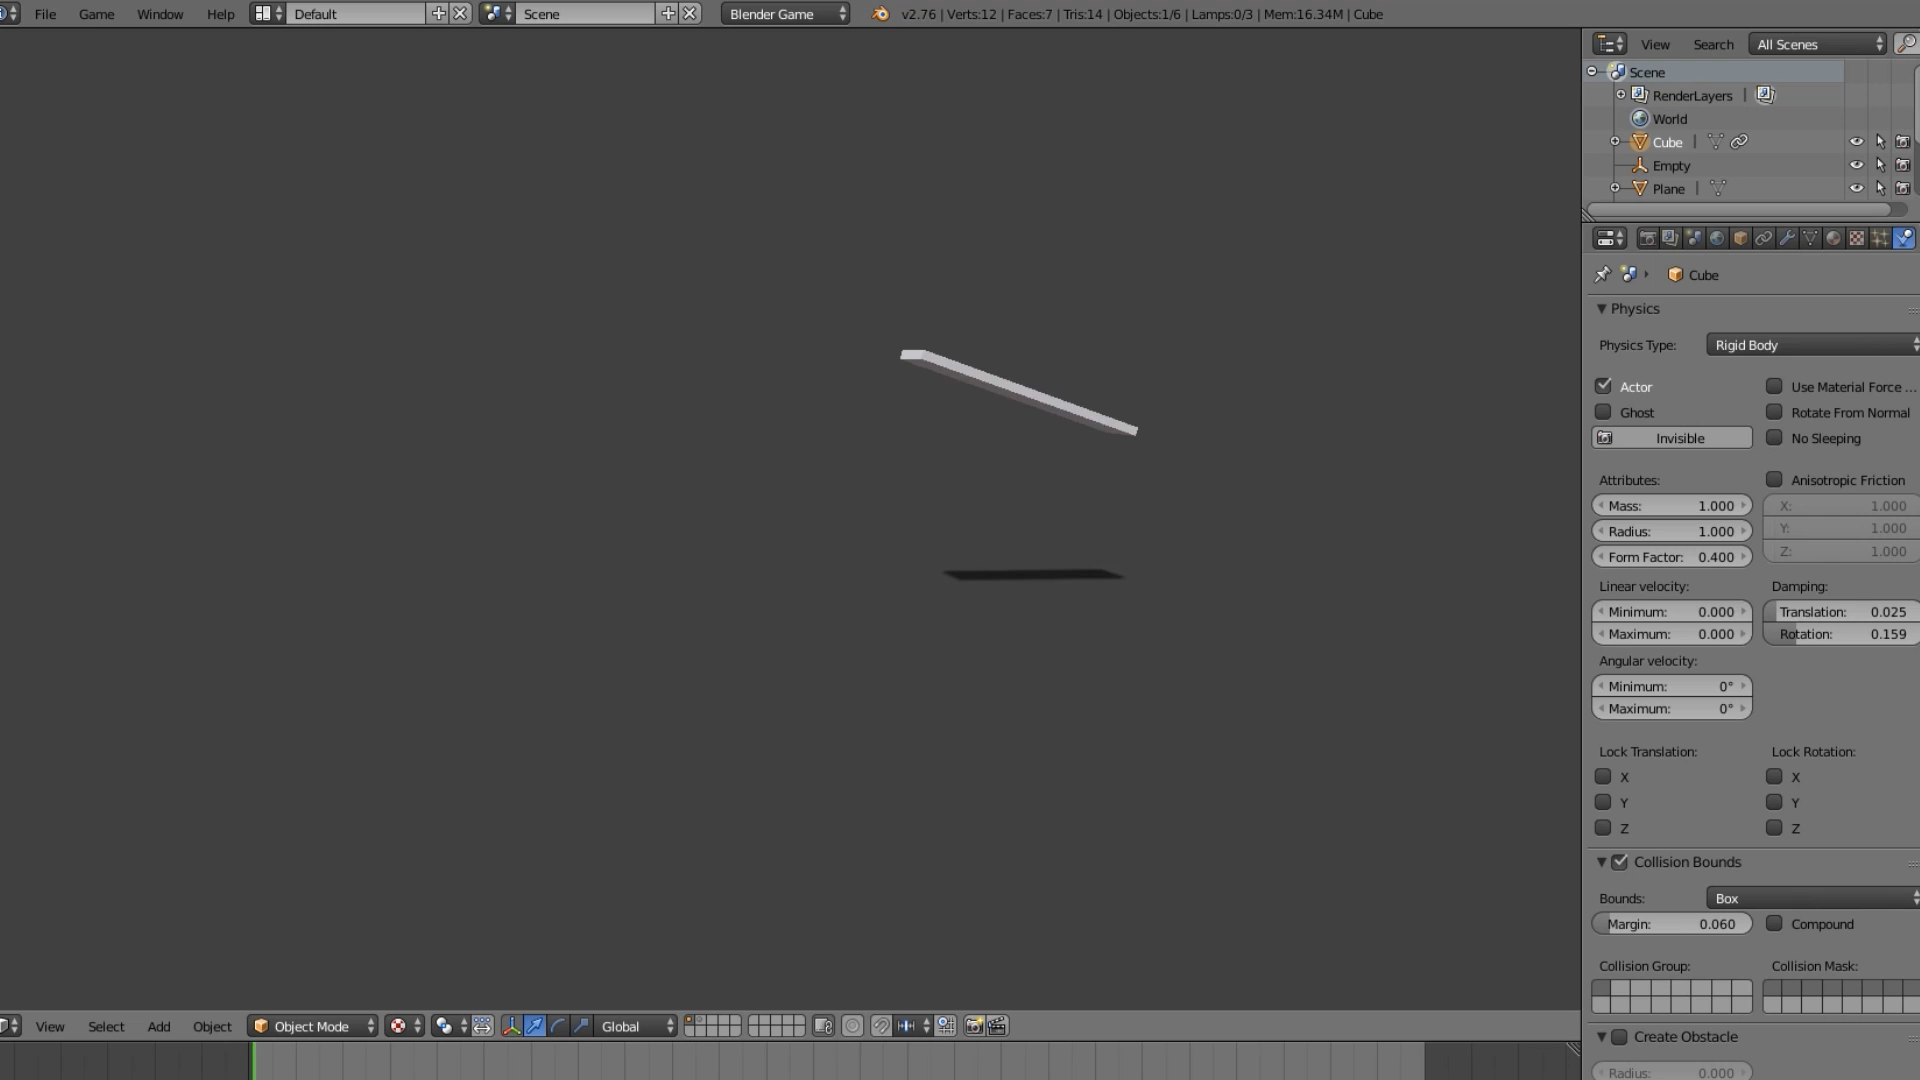 File Game Window Help Default Scene Blender Game v2.76 | Verts:12 | Faces:7 | Tris:14 | Objects:1/6 | Lamps:0/3 | Mem:16.34M | Cube
View Search All Scenes
Scene
RenderLayers |
World
Cube |
Empty
Plane |
Cube
Physics
Physics Type: Rigid Body
Actor Use Material Force ...
Ghost Rotate From Normal
Invisible No Sleeping
Attributes: Anisotropic Friction
Mass: 1.000 X: 1.000
Radius: 1.000 Y: 1.000
Form Factor: 0.400 Z: 1.000
Linear velocity: Damping:
Minimum: 0.000 Translation: 0.025
Maximum: 0.000 Rotation: 0.159
Angular velocity:
Minimum: 0°
Maximum: 0°
Lock Translation: Lock Rotation:
X X
Y Y
Z Z
Collision Bounds
Bounds: Box
Margin: 0.060 Compound
Collision Group: Collision Mask:
Create Obstacle
Radius: 0.000
View Select Add Object Object Mode Global